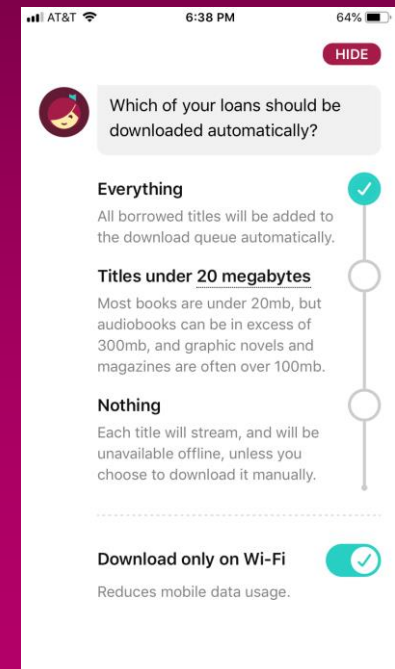 AT&T 6:38 PM 64%
HIDE
Which of your loans should be
downloaded automatically?
Everything
All borrowed titles will be added to
the download queue automatically.
Titles under 20 megabytes
Most books are under 20mb, but
audiobooks can be in excess of
300mb, and graphic novels and
magazines are often over 100mb.
Nothing
Each title will stream, and will be
unavailable offline, unless you
choose to download it manually.
Download only on Wi-Fi
Reduces mobile data usage.